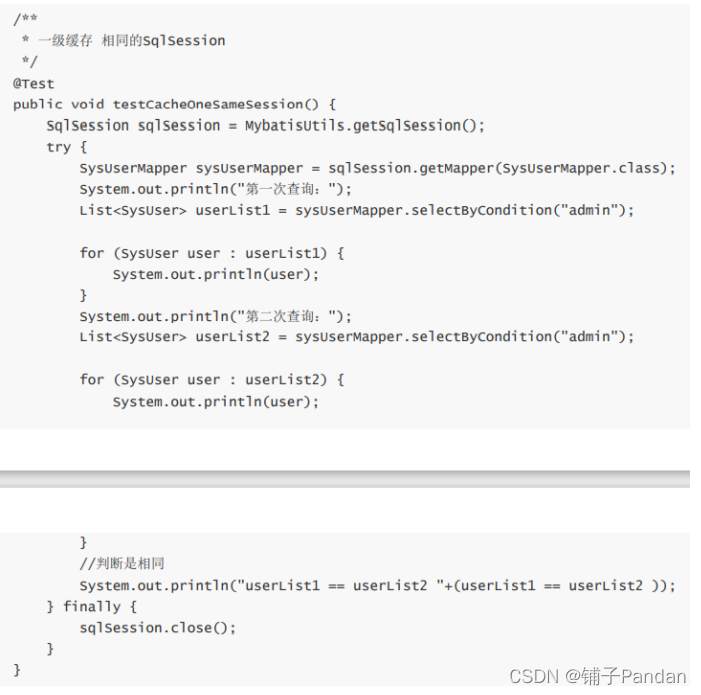 /**
 * 一级缓存 相同的SqlSession
 */
@Test
public void testCacheOneSameSession() {
    SqlSession sqlSession = MybatisUtils.getSqlSession();
    try {
        SysUserMapper sysUserMapper = sqlSession.getMapper(SysUserMapper.class);
        System.out.println("第一次查询：");
        List<SysUser> userList1 = sysUserMapper.selectByCondition("admin");
        for (SysUser user : userList1) {
            System.out.println(user);
        }
        System.out.println("第二次查询：");
        List<SysUser> userList2 = sysUserMapper.selectByCondition("admin");
        for (SysUser user : userList2) {
            System.out.println(user);
        }
        //判断是相同
        System.out.println("userList1 == userList2 "+(userList1 == userList2 ));
    } finally {
        sqlSession.close();
    }
}
CSDN @铺子Pandan